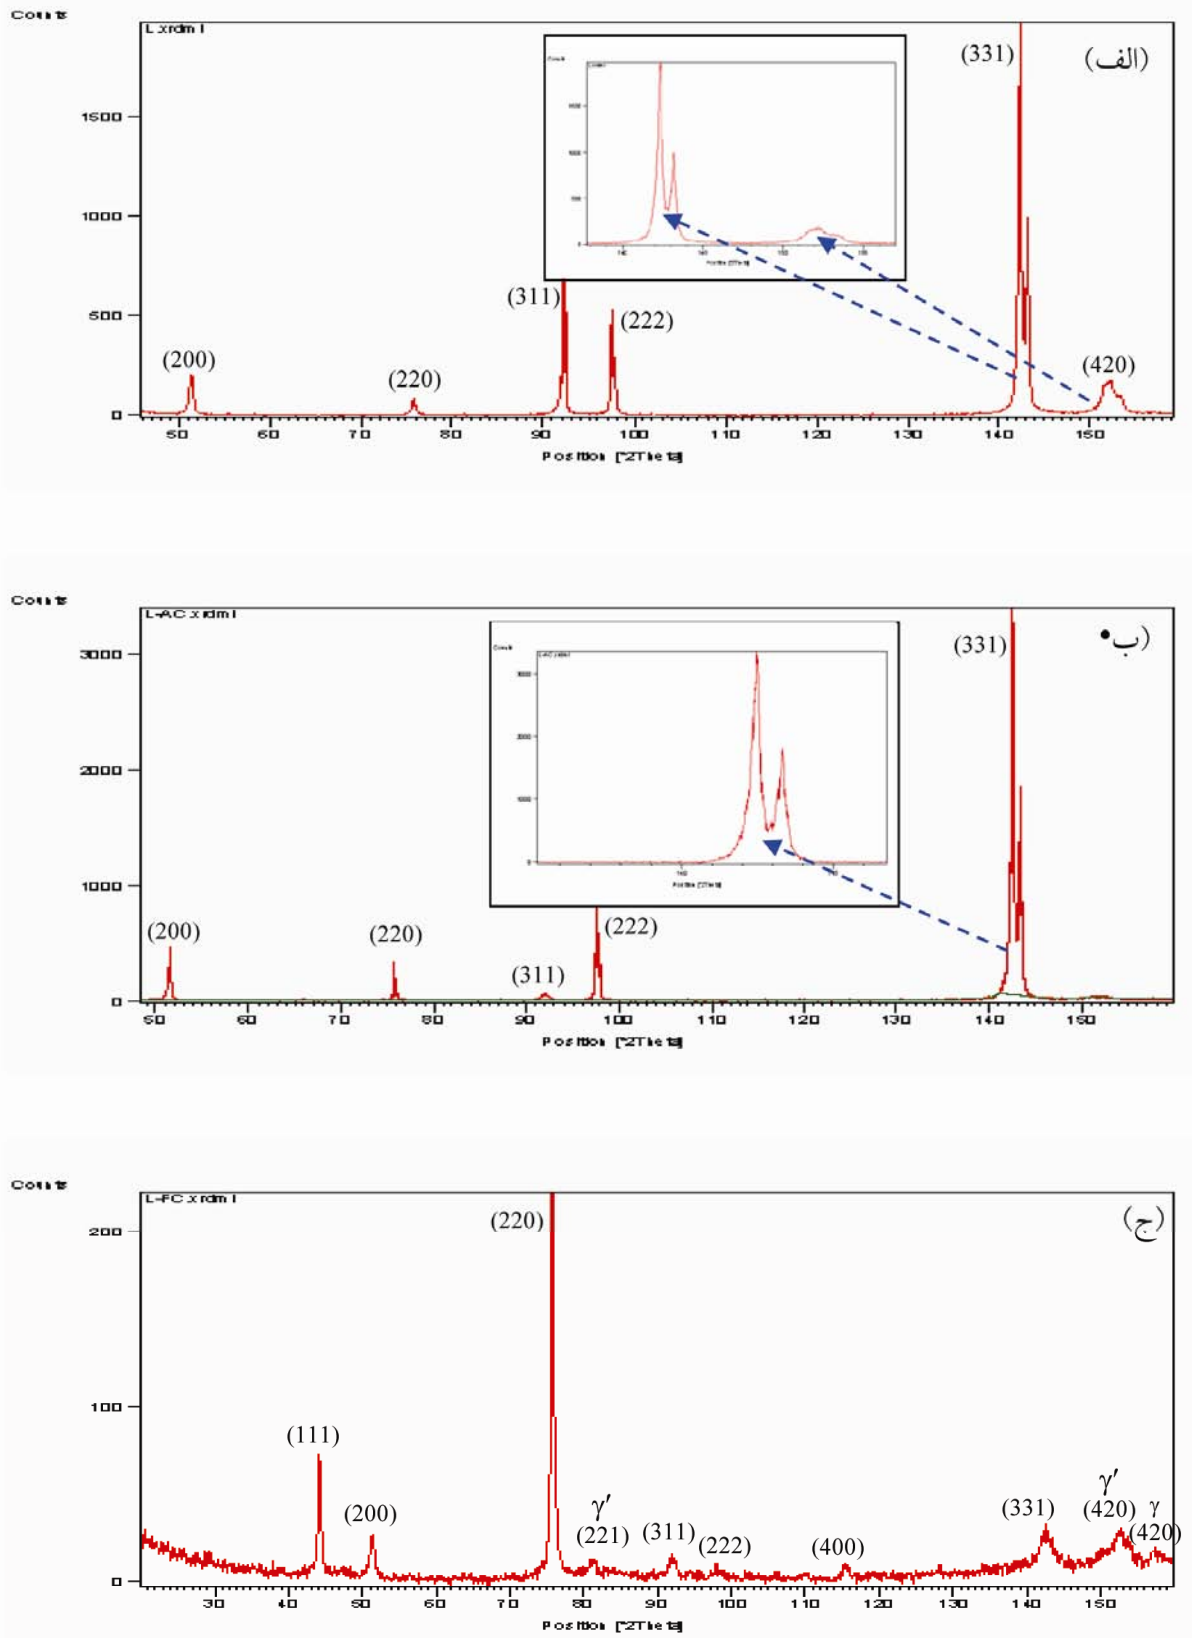 Counts
L.xrdml
(الف)
(331)
1500
1000
500
0
(200)
(220)
(311)
(222)
(420)
50 60 70 80 90 100 110 120 130 140 150
Position [°2Theta]
Counts
L-AC.xrdml
(ب
(331)
3000
2000
1000
0
(200)
(220)
(311)
(222)
50 60 70 80 90 100 110 120 130 140 150
Position [°2Theta]
Counts
L-FC.xrdml
(ج)
(220)
200
100
0
(111)
(200)
γ′
(221)
(311)
(222)
(400)
(331)
γ′
(420)
γ
(420)
30 40 50 60 70 80 90 100 110 120 130 140 150
Position [°2Theta]